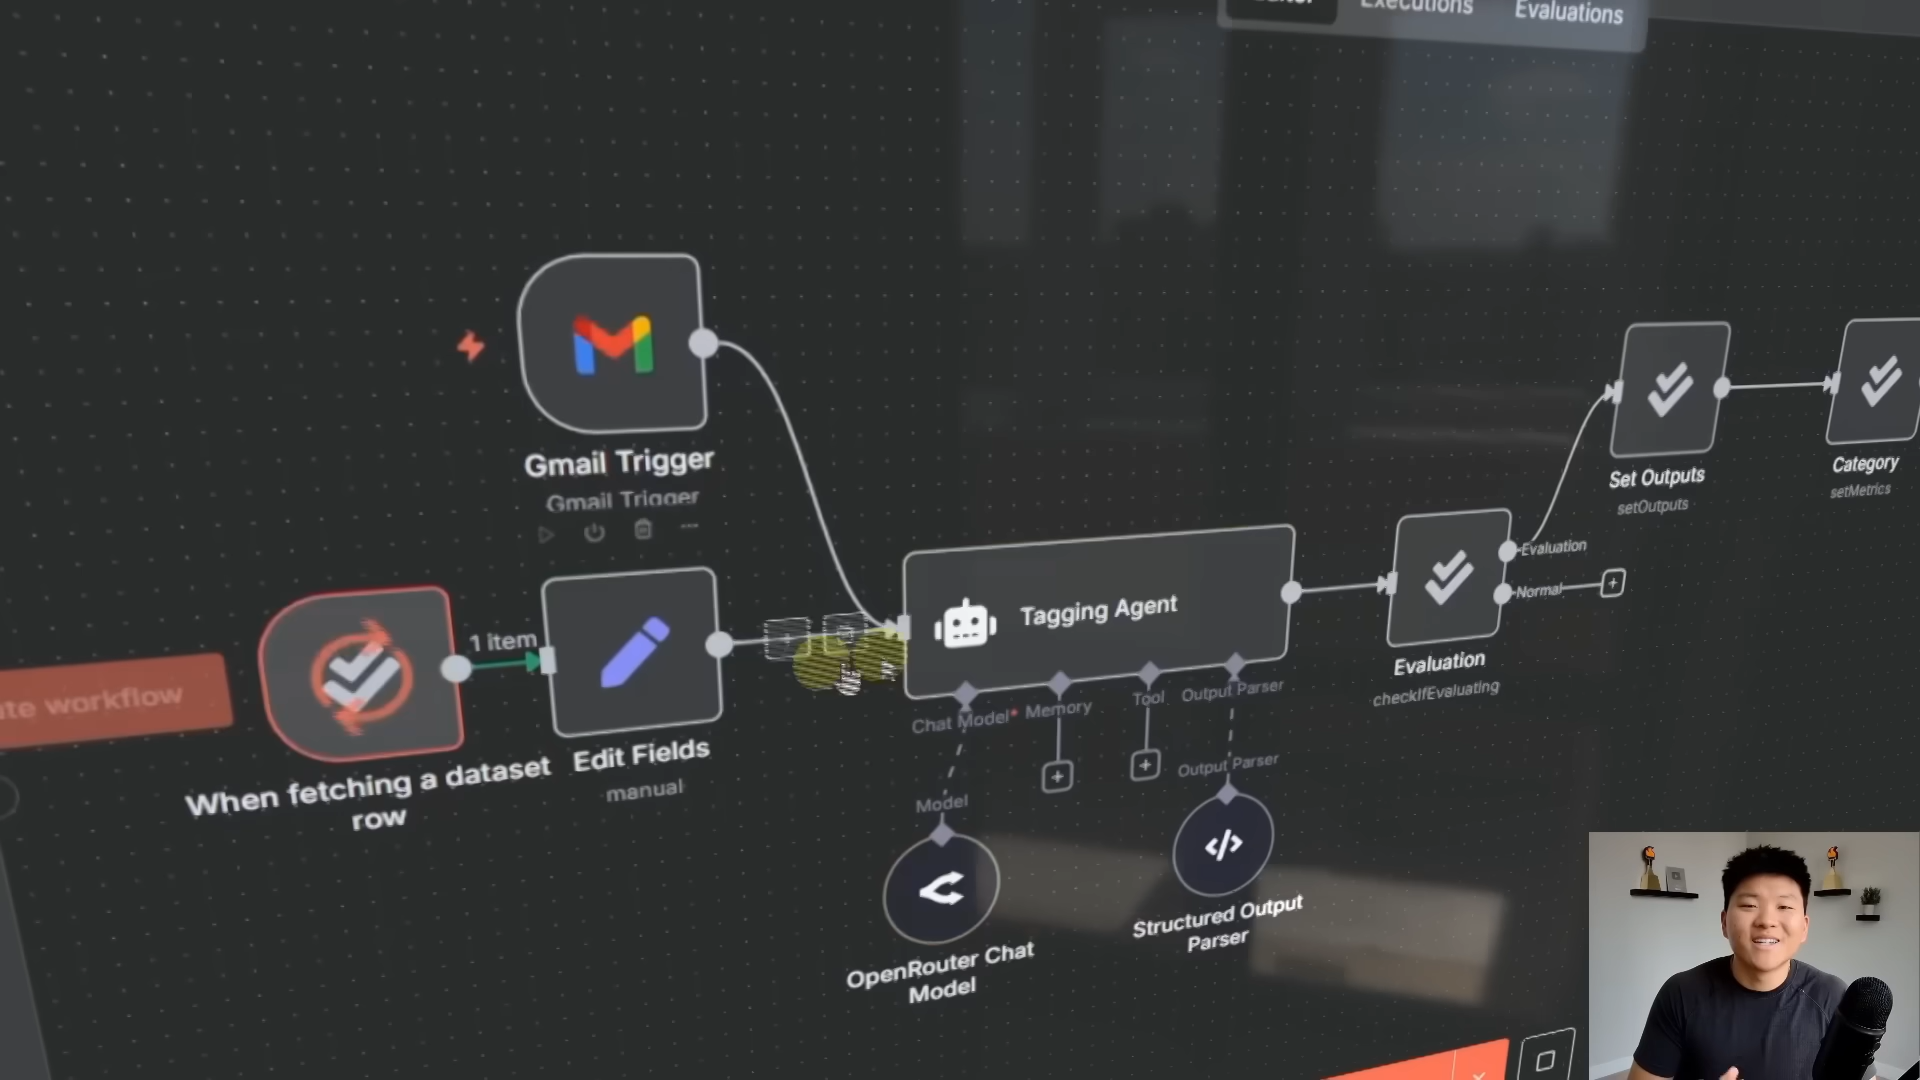 Executions
Evaluations
Gmail Trigger
Gmail Trigger
1 item
workflow
When fetching a dataset
row
Edit Fields
manual
Tagging Agent
Chat Model*
Memory
Tool
Output Parser
Model
Output Parser
OpenRouter Chat
Model
Structured Output
Parser
Evaluation
checkIfEvaluating
Evaluation
Normal
Set Outputs
setOutputs
Category
setMetrics